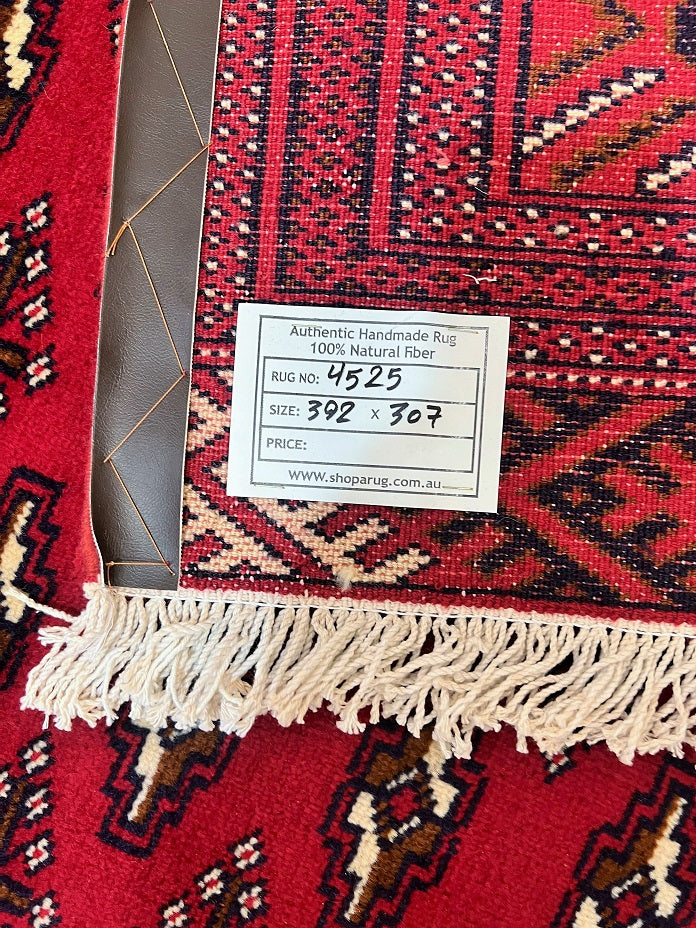 Authentic Handmade Rug
100% Natural Fiber
RUG NO: 4525
SIZE: 392 x 307
PRICE:
www.shoparug.com.au